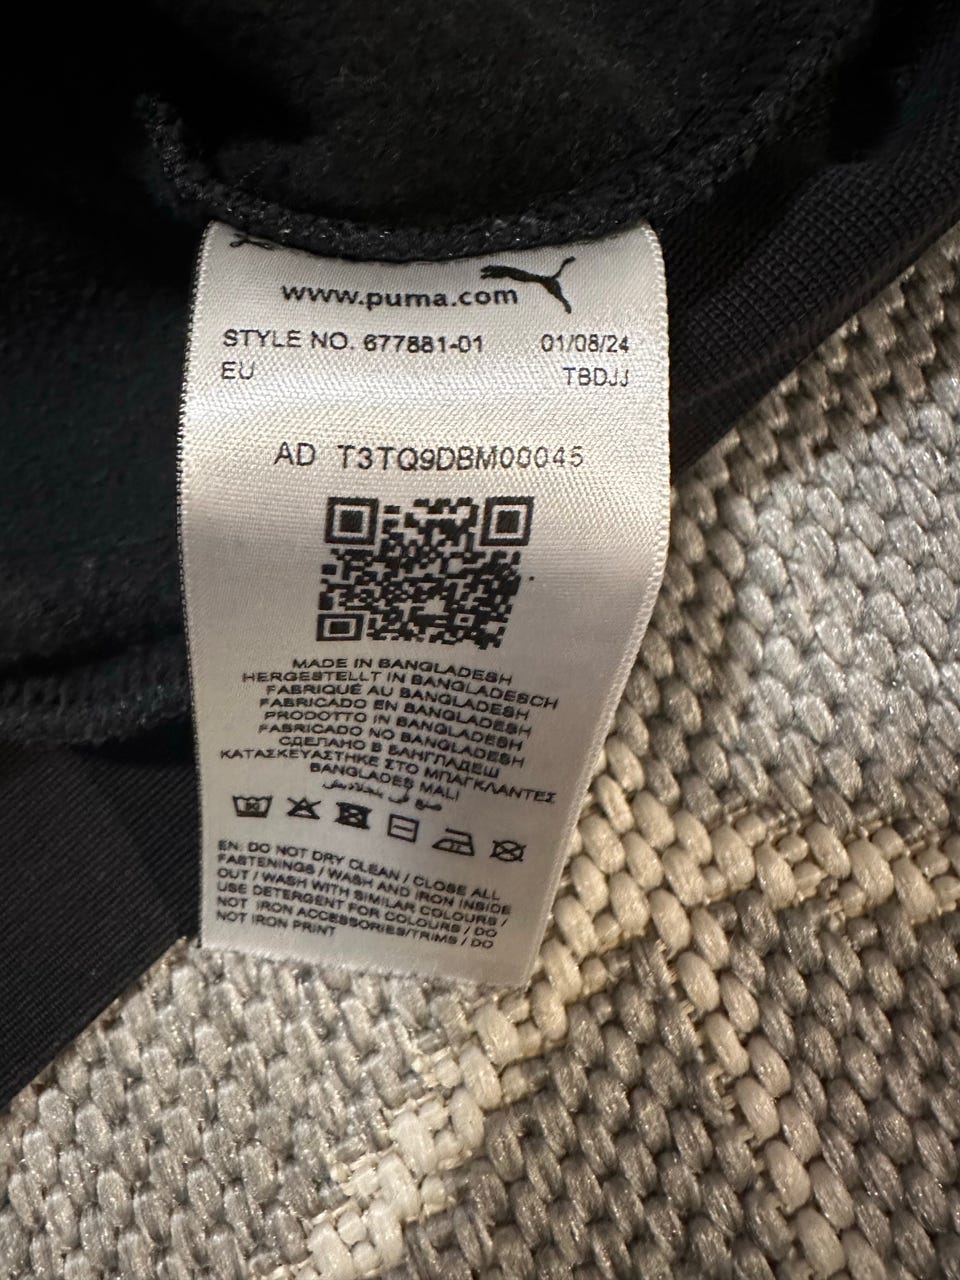 www.puma.com
STYLE NO. 677881-01 01/08/24
EU TBDJJ
AD T3TQ9DBM00045
MADE IN BANGLADESH
HERGESTELLT IN BANGLADESCH
FABRIQUÉ AU BANGLADESH
FABRICADO EN BANGLADESH
PRODOTTO IN BANGLADESH
FABRICADO NO BANGLADESH
СДЕЛАНО В БАНГЛАДЕШ
ΚΑΤΑΣΚΕΥΑΣΤΗΚΕ ΣΤΟ ΜΠΑΓΚΛΑΝΤΕΣ
BANGLADES MALI
صنع في بنجلاديش
EN: DO NOT DRY CLEAN / CLOSE ALL
FASTENINGS / WASH AND IRON INSIDE
OUT / WASH WITH SIMILAR COLOURS /
USE DETERGENT FOR COLOURS / DO
NOT IRON ACCESSORIES/TRIMS / DO
NOT IRON PRINT